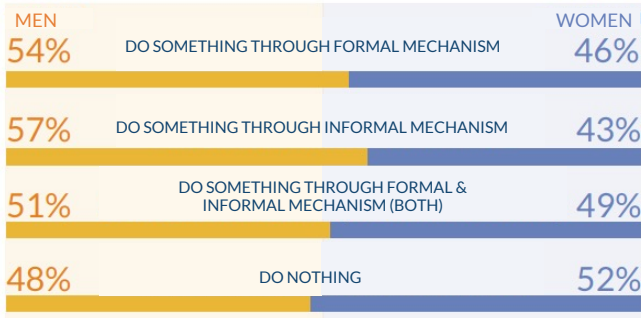 MEN WOMEN
54% DO SOMETHING THROUGH FORMAL MECHANISM 46%
57% DO SOMETHING THROUGH INFORMAL MECHANISM 43%
DO SOMETHING THROUGH FORMAL &
51% INFORMAL MECHANISM (BOTH) 49%
48% DO NOTHING 52%